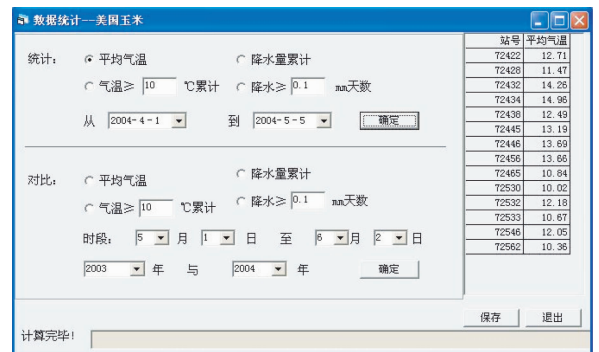 数据统计--美国玉米
统计: 平均气温 降水量累计
气温≥ 10 ℃累计 降水≥ 0.1 mm天数
从 2004-4-1 到 2004-5-5 确定
对比: 平均气温 降水量累计
气温≥ 10 ℃累计 降水≥ 0.1 mm天数
时段: 5 月 1 日 至 6 月 2 日
2003 年 与 2004 年 确定
站号 平均气温
72422 12.71
72428 11.47
72432 14.26
72434 14.96
72438 12.49
72445 13.19
72446 13.69
72456 13.66
72465 10.84
72530 10.02
72532 12.18
72533 10.67
72546 12.05
72562 10.36
保存 退出
计算完毕!